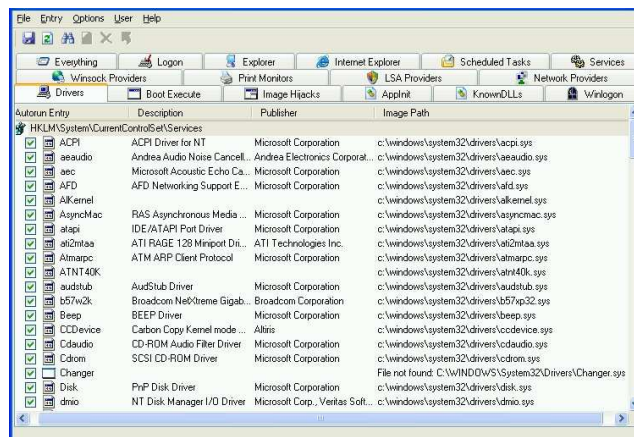 File Entry Options User Help
Everything Logon Explorer Internet Explorer Scheduled Tasks Services
Winsock Providers Print Monitors LSA Providers Network Providers
Drivers Boot Execute Image Hijacks AppInit KnownDLLs Winlogon
Autorun Entry Description Publisher Image Path
HKLM\System\CurrentControlSet\Services
ACPI ACPI Driver for NT Microsoft Corporation c:\windows\system32\drivers\acpi.sys
aeaudio Andrea Audio Noise Cancell... Andrea Electronics Corporat... c:\windows\system32\drivers\aeaudio.sys
aec Microsoft Acoustic Echo Ca... Microsoft Corporation c:\windows\system32\drivers\aec.sys
AFD AFD Networking Support E... Microsoft Corporation c:\windows\system32\drivers\afd.sys
AlKernel c:\windows\system32\drivers\alkernel.sys
AsyncMac RAS Asynchronous Media ... Microsoft Corporation c:\windows\system32\drivers\asyncmac.sys
atapi IDE/ATAPI Port Driver Microsoft Corporation c:\windows\system32\drivers\atapi.sys
ati2mtaa ATI RAGE 128 Miniport Dri... ATI Technologies Inc. c:\windows\system32\drivers\ati2mtaa.sys
Atmarpc ATM ARP Client Protocol Microsoft Corporation c:\windows\system32\drivers\atmarpc.sys
ATNT40K c:\windows\system32\drivers\atnt40k.sys
audstub AudStub Driver Microsoft Corporation c:\windows\system32\drivers\audstub.sys
b57w2k Broadcom NetXtreme Gigab... Broadcom Corporation c:\windows\system32\drivers\b57xp32.sys
Beep BEEP Driver Microsoft Corporation c:\windows\system32\drivers\beep.sys
CCDevice Carbon Copy Kernel mode ... Altiris c:\windows\system32\drivers\ccdevice.sys
Cdaudio CD-ROM Audio Filter Driver Microsoft Corporation c:\windows\system32\drivers\cdaudio.sys
Cdrom SCSI CD-ROM Driver Microsoft Corporation c:\windows\system32\drivers\cdrom.sys
Changer File not found: C:\WINDOWS\System32\Drivers\Changer.sys
Disk PnP Disk Driver Microsoft Corporation c:\windows\system32\drivers\disk.sys
dmio NT Disk Manager I/O Driver Microsoft Corp., Veritas Soft... c:\windows\system32\drivers\dmio.sys